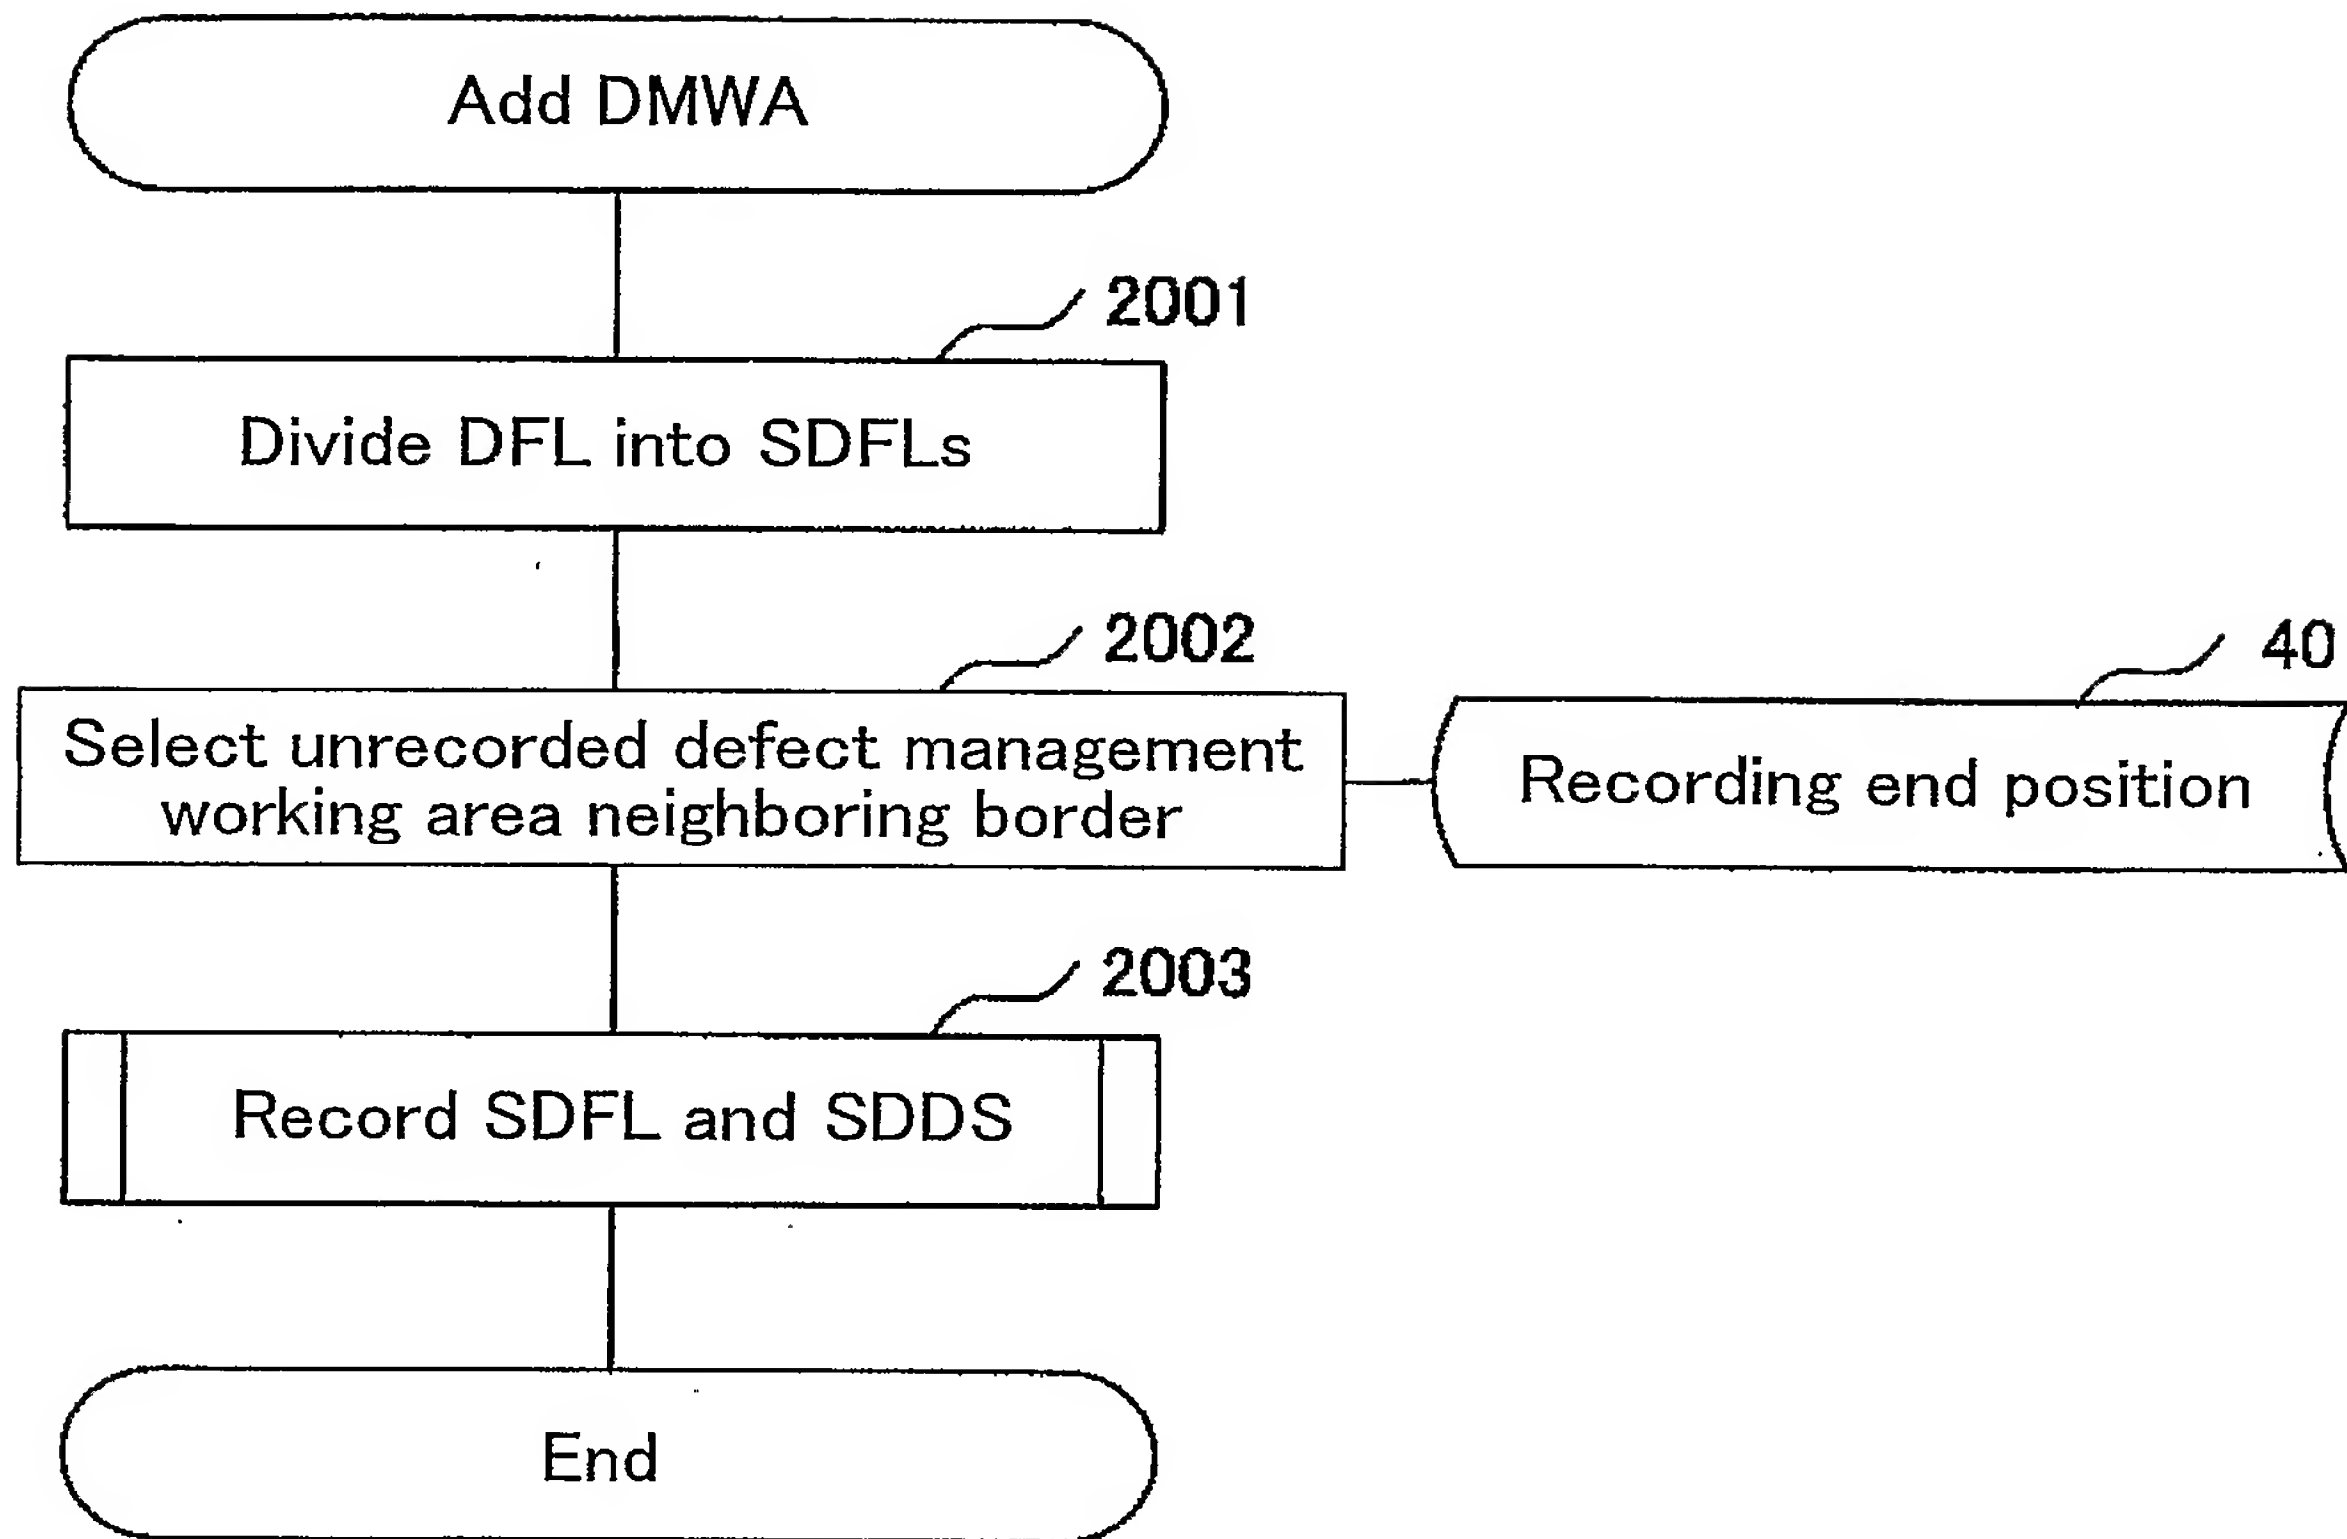 Add DMWA
2001
Divide DFL into SDFLs
2002
40
Select unrecorded defect management
working area neighboring border
Recording end position
2003
Record SDFL and SDDS
End